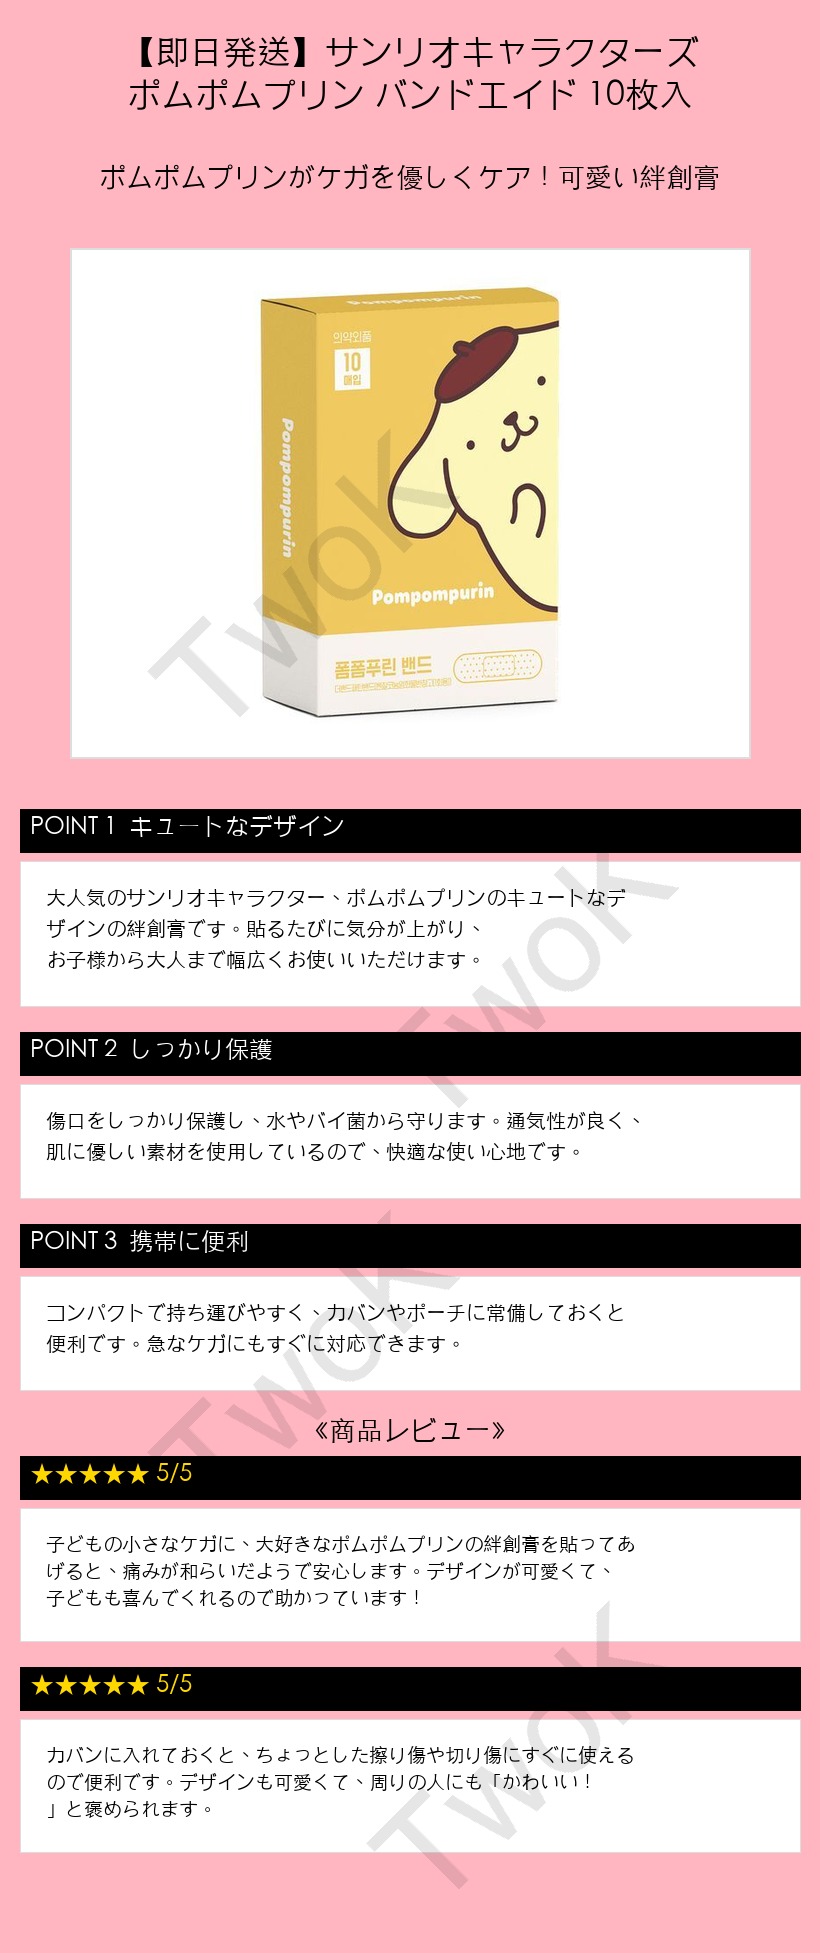 【即日発送】サンリオキャラクターズ
ポムポムプリン バンドエイド 10枚入
ポムポムプリンがケガを優しくケア！可愛い絆創膏
Pompompurin
의약외품
10
매입
Pompompurin
Pompompurin
폼폼푸린 밴드
TwoK
POINT 1 キュートなデザイン
大人気のサンリオキャラクター、ポムポムプリンのキュートなデ
ザインの絆創膏です。貼るたびに気分が上がり、
お子様から大人まで幅広くお使いいただけます。
TwoK
POINT 2 しっかり保護
傷口をしっかり保護し、水やバイ菌から守ります。通気性が良く、
肌に優しい素材を使用しているので、快適な使い心地です。
POINT 3 携帯に便利
コンパクトで持ち運びやすく、カバンやポーチに常備しておくと
便利です。急なケガにもすぐに対応できます。
TwoK
《商品レビュー》
★★★★★ 5/5
子どもの小さなケガに、大好きなポムポムプリンの絆創膏を貼ってあ
げると、痛みが和らいだようで安心します。デザインが可愛くて、
子どもも喜んでくれるので助かっています！
★★★★★ 5/5
カバンに入れておくと、ちょっとした擦り傷や切り傷にすぐに使える
ので便利です。デザインも可愛くて、周りの人にも「かわいい！
」と褒められます。
TwoK